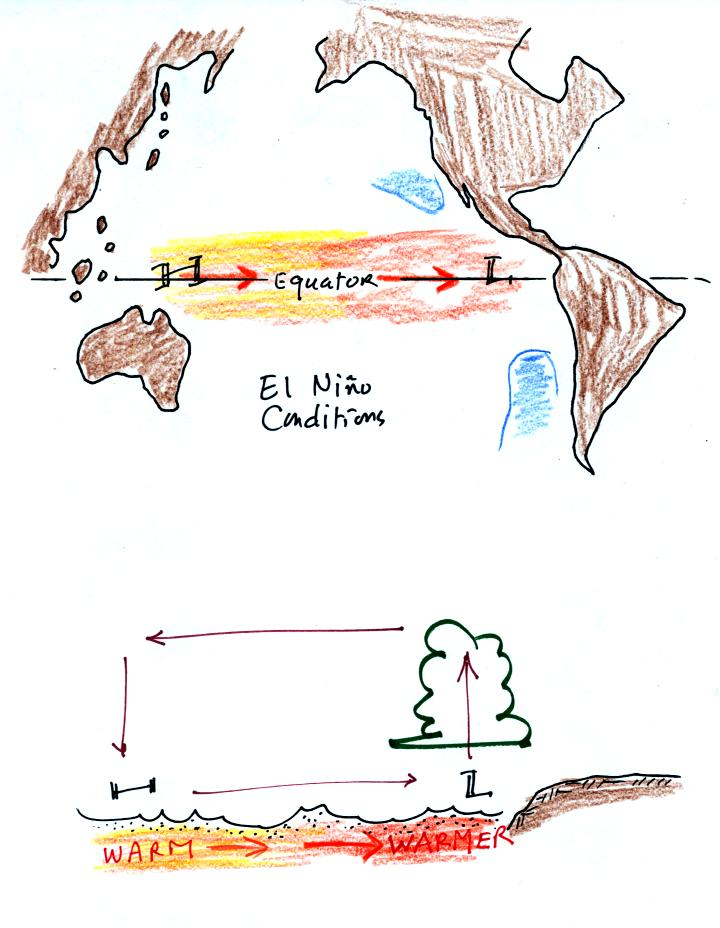 H L
Equator
El Niño
Conditions
H L
WARM WARMER